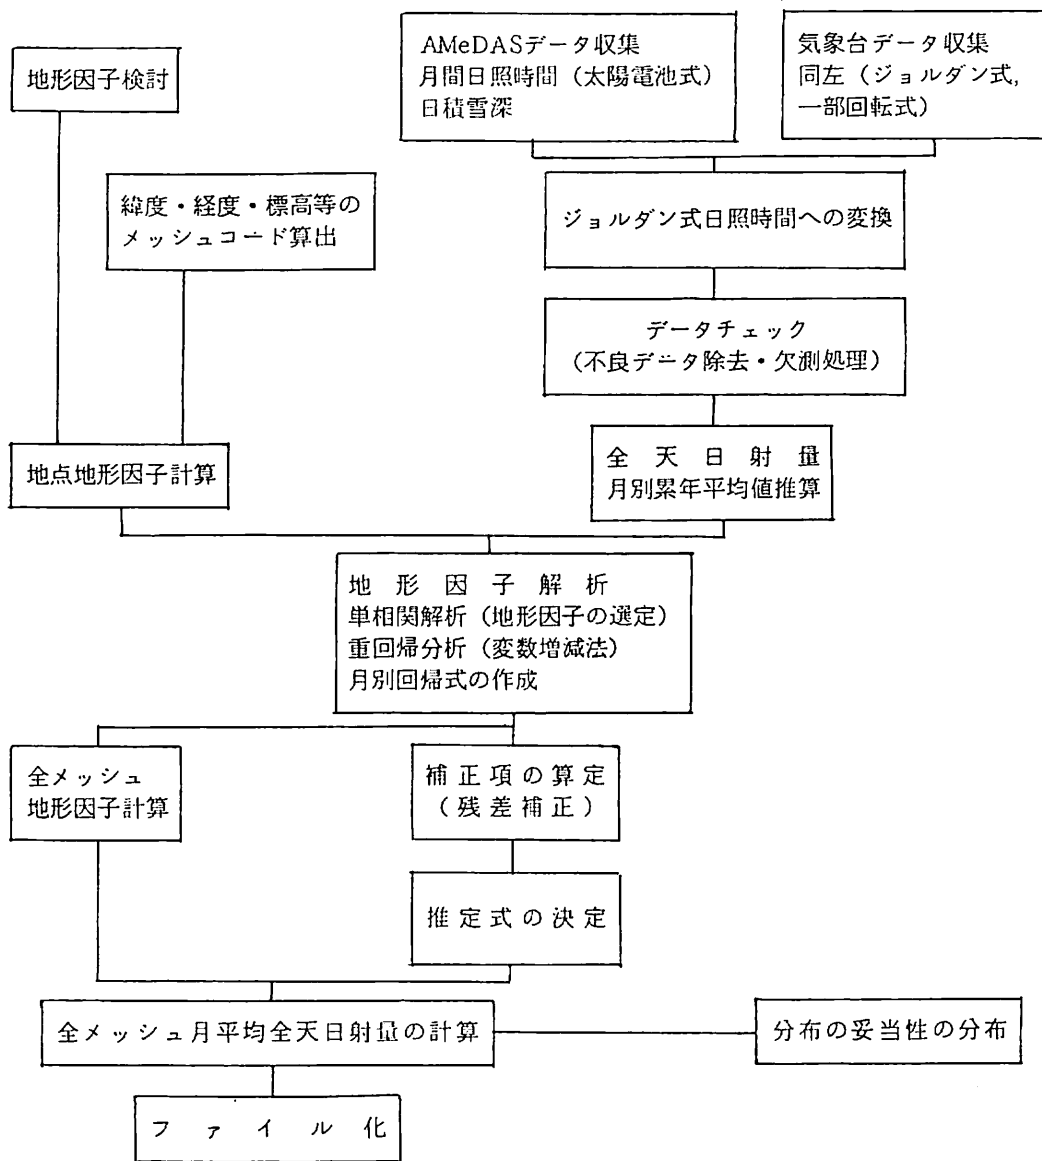 地形因子検討
AMeDASデータ収集
月間日照時間（太陽電池式）
日積雪深
気象台データ収集
同左（ジョルダン式,
一部回転式）
緯度・経度・標高等の
メッシュコード算出
ジョルダン式日照時間への変換
データチェック
（不良データ除去・欠測処理）
地点地形因子計算
全天日射量
月別累年平均値推算
地形因子解析
単相関解析（地形因子の選定）
重回帰分析（変数増減法）
月別回帰式の作成
全メッシュ
地形因子計算
補正項の算定
（残差補正）
推定式の決定
全メッシュ月平均全天日射量の計算
分布の妥当性の分布
ファイル化